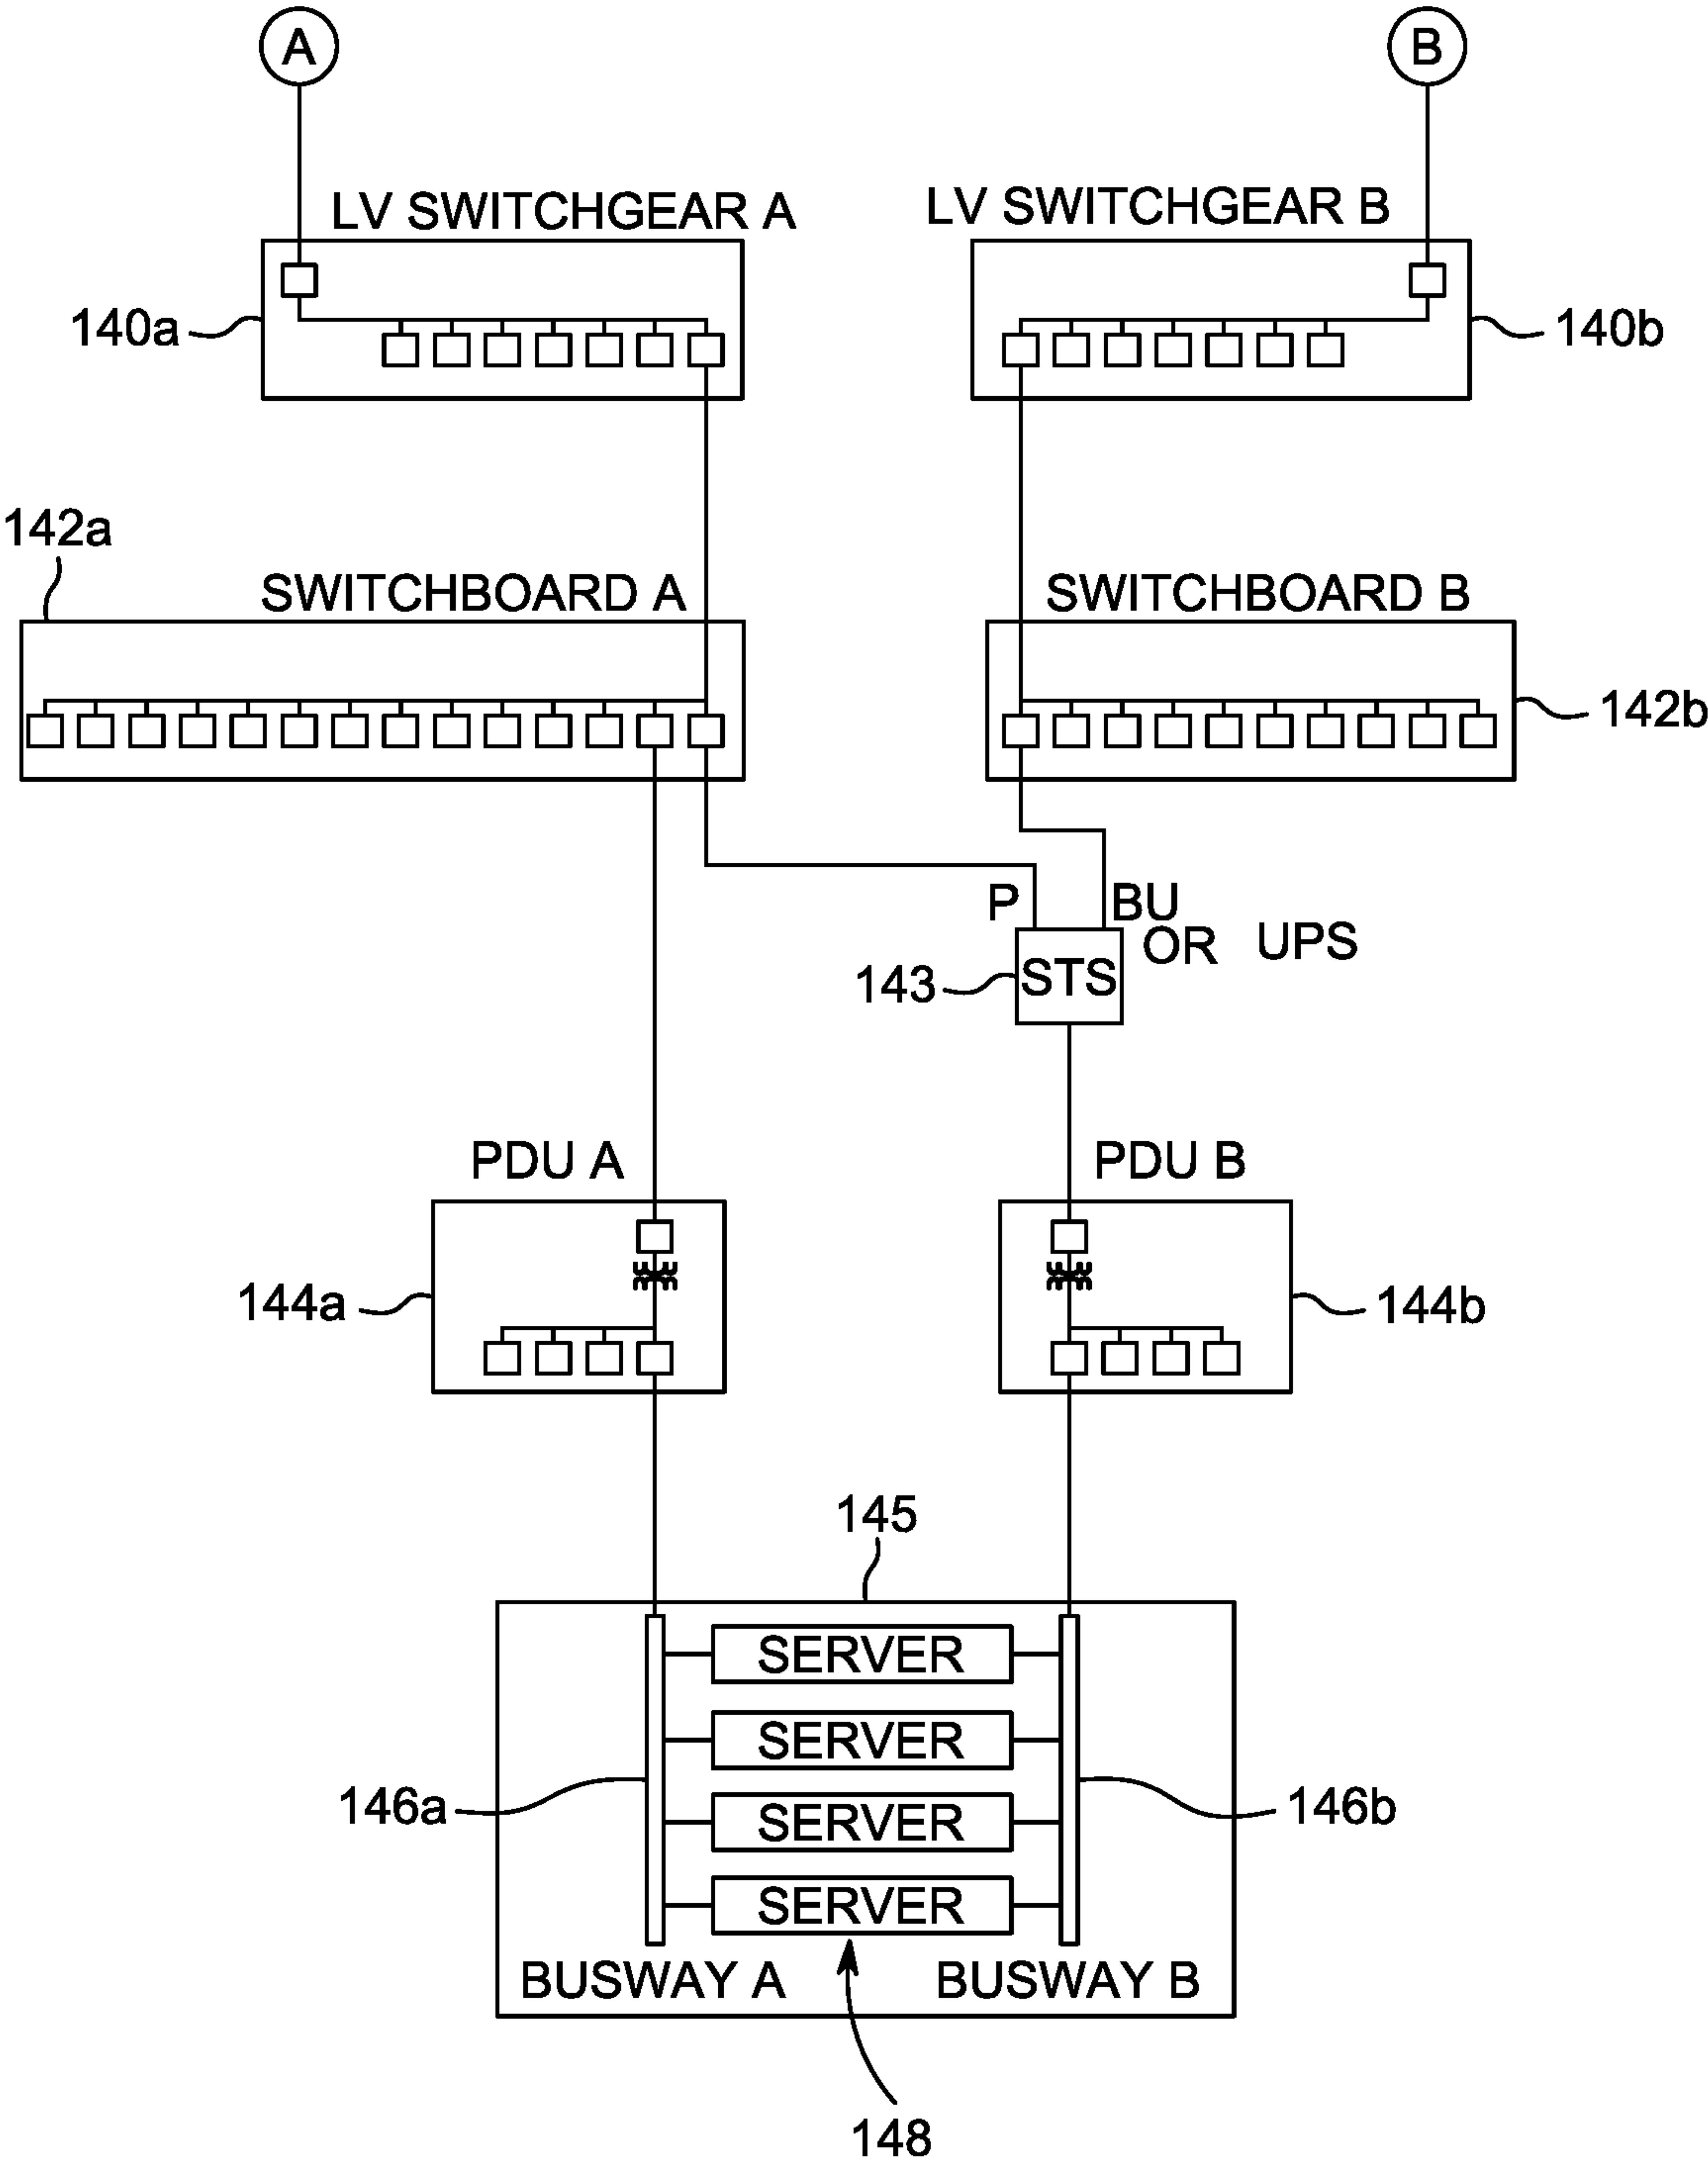 A
B
LV SWITCHGEAR A
LV SWITCHGEAR B
140a
140b
142a
SWITCHBOARD A
SWITCHBOARD B
142b
P
BU
OR UPS
143
STS
PDU A
PDU B
144a
144b
145
SERVER
SERVER
146a
SERVER
146b
SERVER
BUSWAY A
BUSWAY B
148